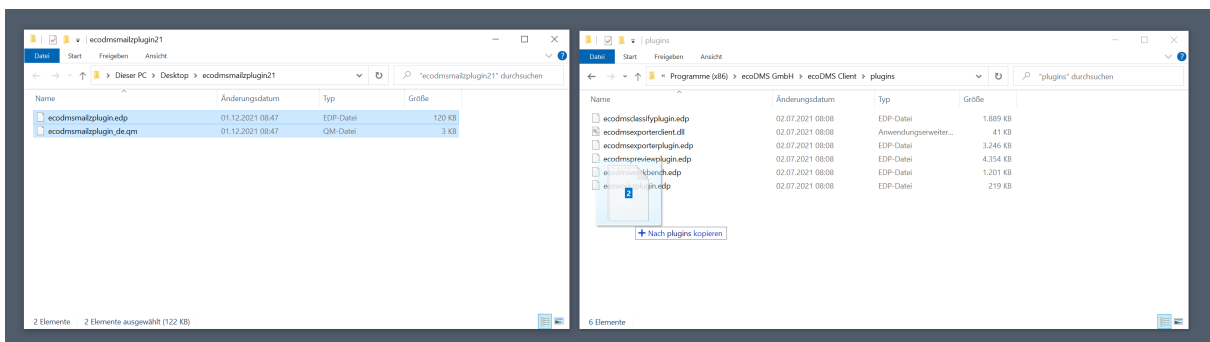 ecodmsmailzplugin21
Datei Start Freigeben Ansicht
Dieser PC > Desktop > ecodmsmailzplugin21
"ecodmsmailzplugin21" durchsuchen
Name Änderungsdatum Typ Größe
ecodmsmailzplugin.edp 01.12.2021 08:47 EDP-Datei 120 KB
ecodmsmailzplugin_de.qm 01.12.2021 08:47 QM-Datei 3 KB
2 Elemente 2 Elemente ausgewählt (122 KB)
plugins
Datei Start Freigeben Ansicht
« Programme (x86) > ecoDMS GmbH > ecoDMS Client > plugins
"plugins" durchsuchen
Name Änderungsdatum Typ Größe
ecodmsclassifyplugin.edp 02.07.2021 08:08 EDP-Datei 1.889 KB
ecodmsexporterclient.dll 02.07.2021 08:08 Anwendungserweiter... 41 KB
ecodmsexporterplugin.edp 02.07.2021 08:08 EDP-Datei 3.246 KB
ecodmspreviewplugin.edp 02.07.2021 08:08 EDP-Datei 4.354 KB
02.07.2021 08:08 EDP-Datei 1.201 KB
02.07.2021 08:08 EDP-Datei 219 KB
2
+ Nach plugins kopieren
6 Elemente